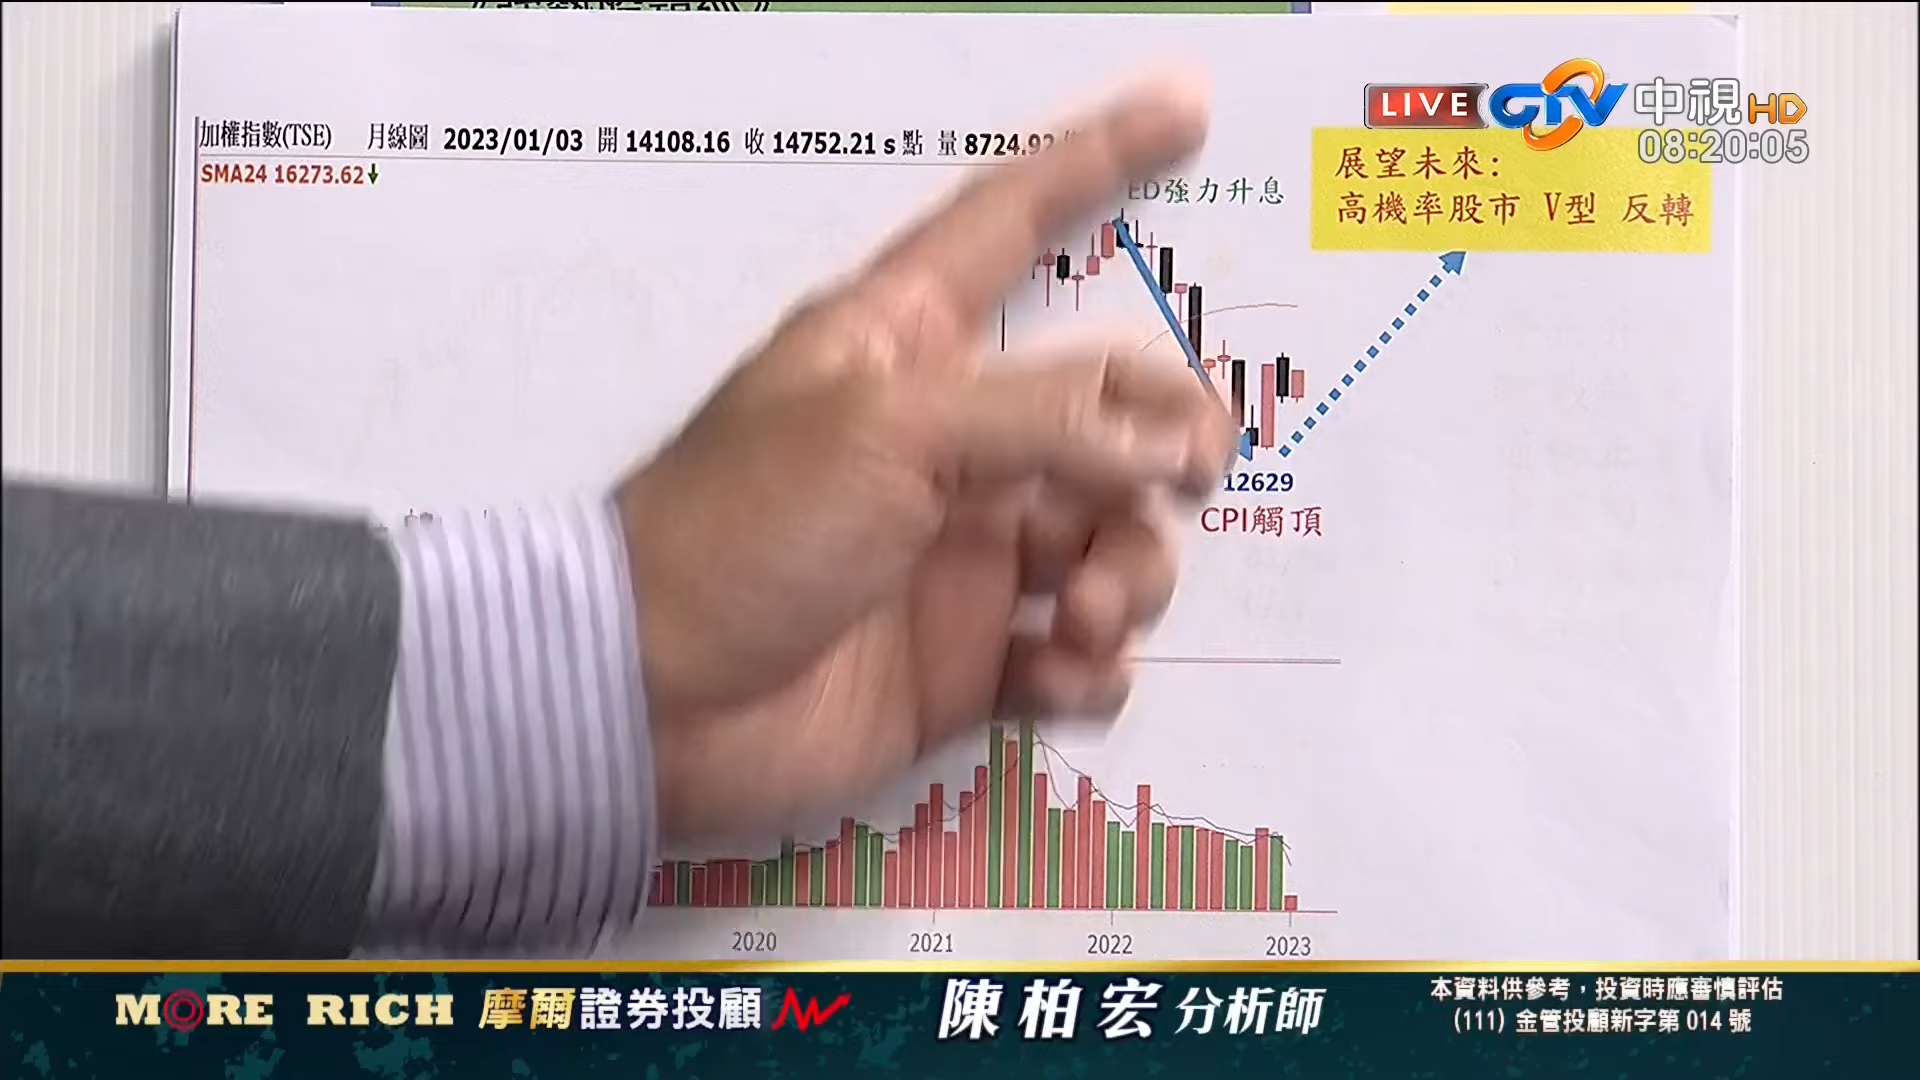 LIVE CTV 中視 HD
08:20:05
加權指數(TSE) 月線圖 2023/01/03 開 14108.16 收 14752.21 s 點 量 8724.92
SMA24 16273.62↓
ED強力升息
展望未來:
高機率股市 V型 反轉
12629
CPI觸頂
2020 2021 2022 2023
MORE RICH 摩爾證券投顧
陳柏宏 分析師
本資料供參考，投資時應審慎評估
(111) 金管投顧新字第 014 號